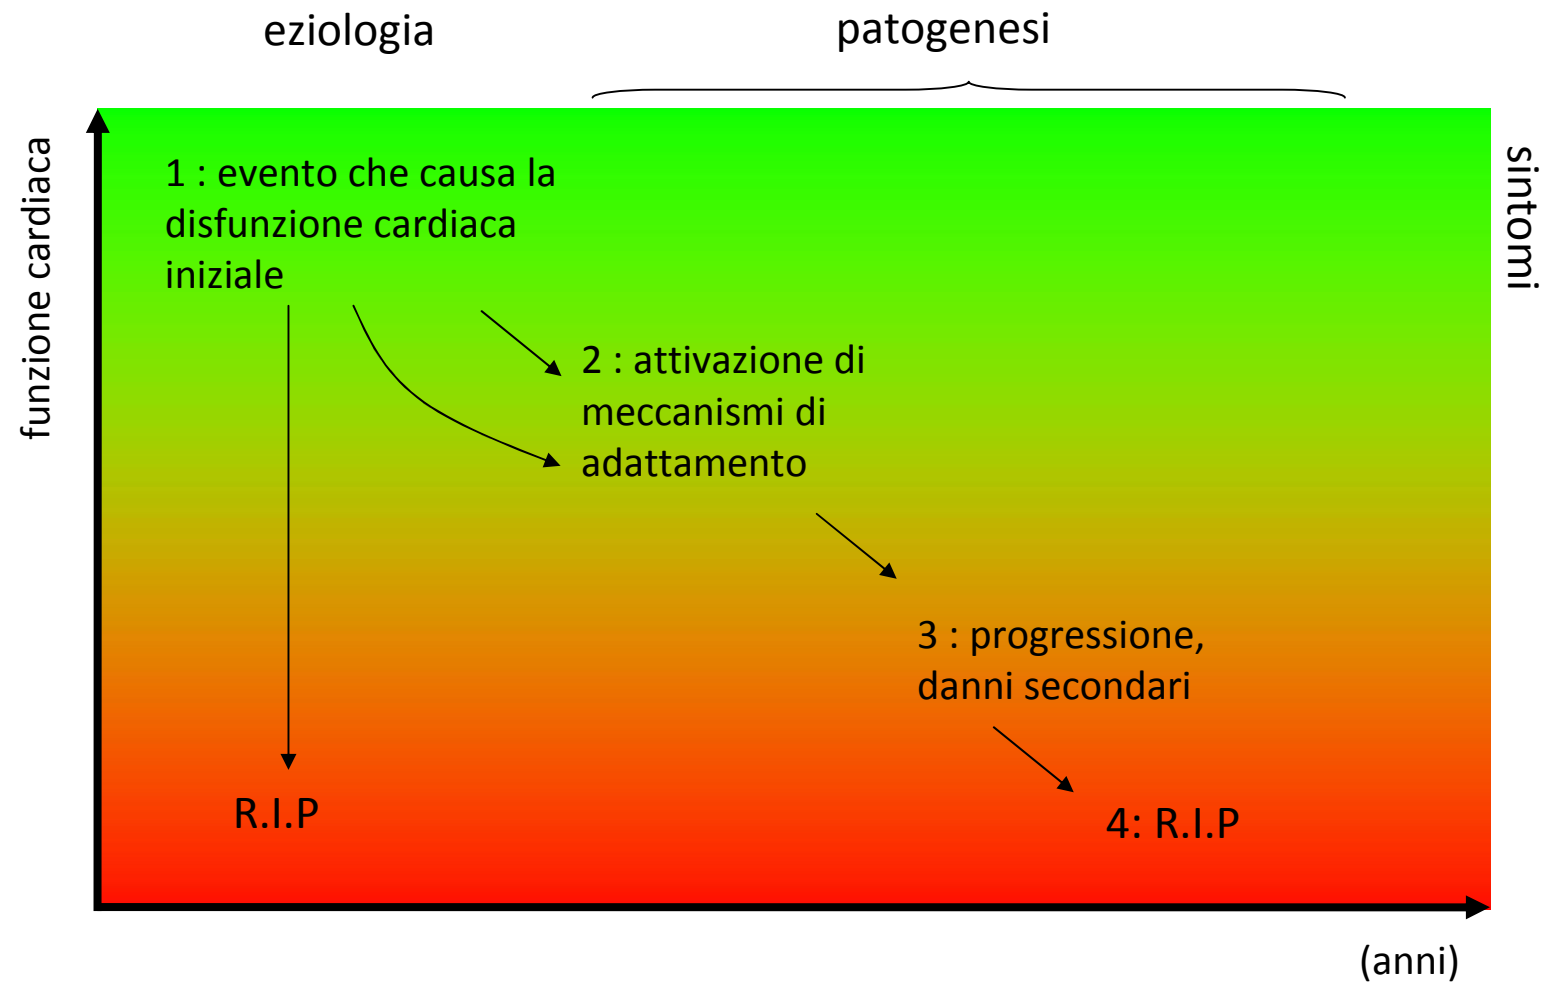 eziologia
patogenesi
funzione cardiaca
sintomi
1 : evento che causa la
disfunzione cardiaca
iniziale
2 : attivazione di
meccanismi di
adattamento
3 : progressione,
danni secondari
R.I.P
4: R.I.P
(anni)